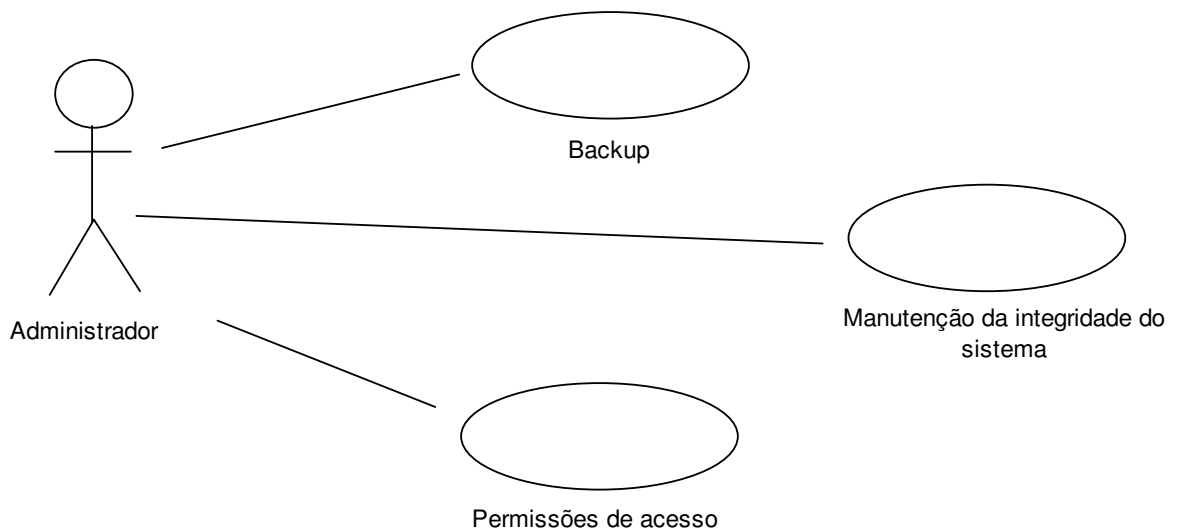 Backup
Administrador
Manutenção da integridade do
sistema
Permissões de acesso